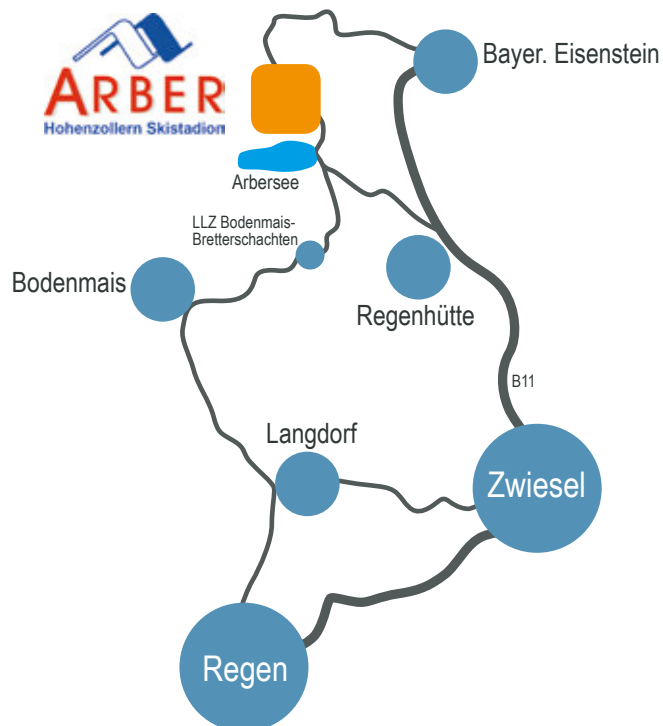 ARBER
Hohenzollern Skistadion
Bayer. Eisenstein
Arbersee
LLZ Bodenmais-
Bretterschachten
Bodenmais
Regenhütte
B11
Langdorf
Zwiesel
Regen